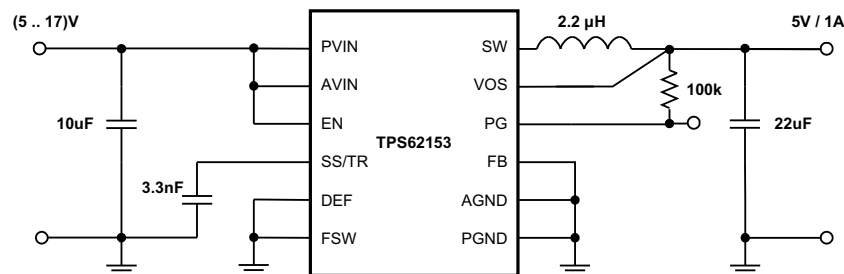 (5 .. 17)V
2.2 µH
5V / 1A
PVIN
SW
AVIN
VOS
100k
10uF
EN
PG
22uF
TPS62153
SS/TR
FB
3.3nF
DEF
AGND
FSW
PGND